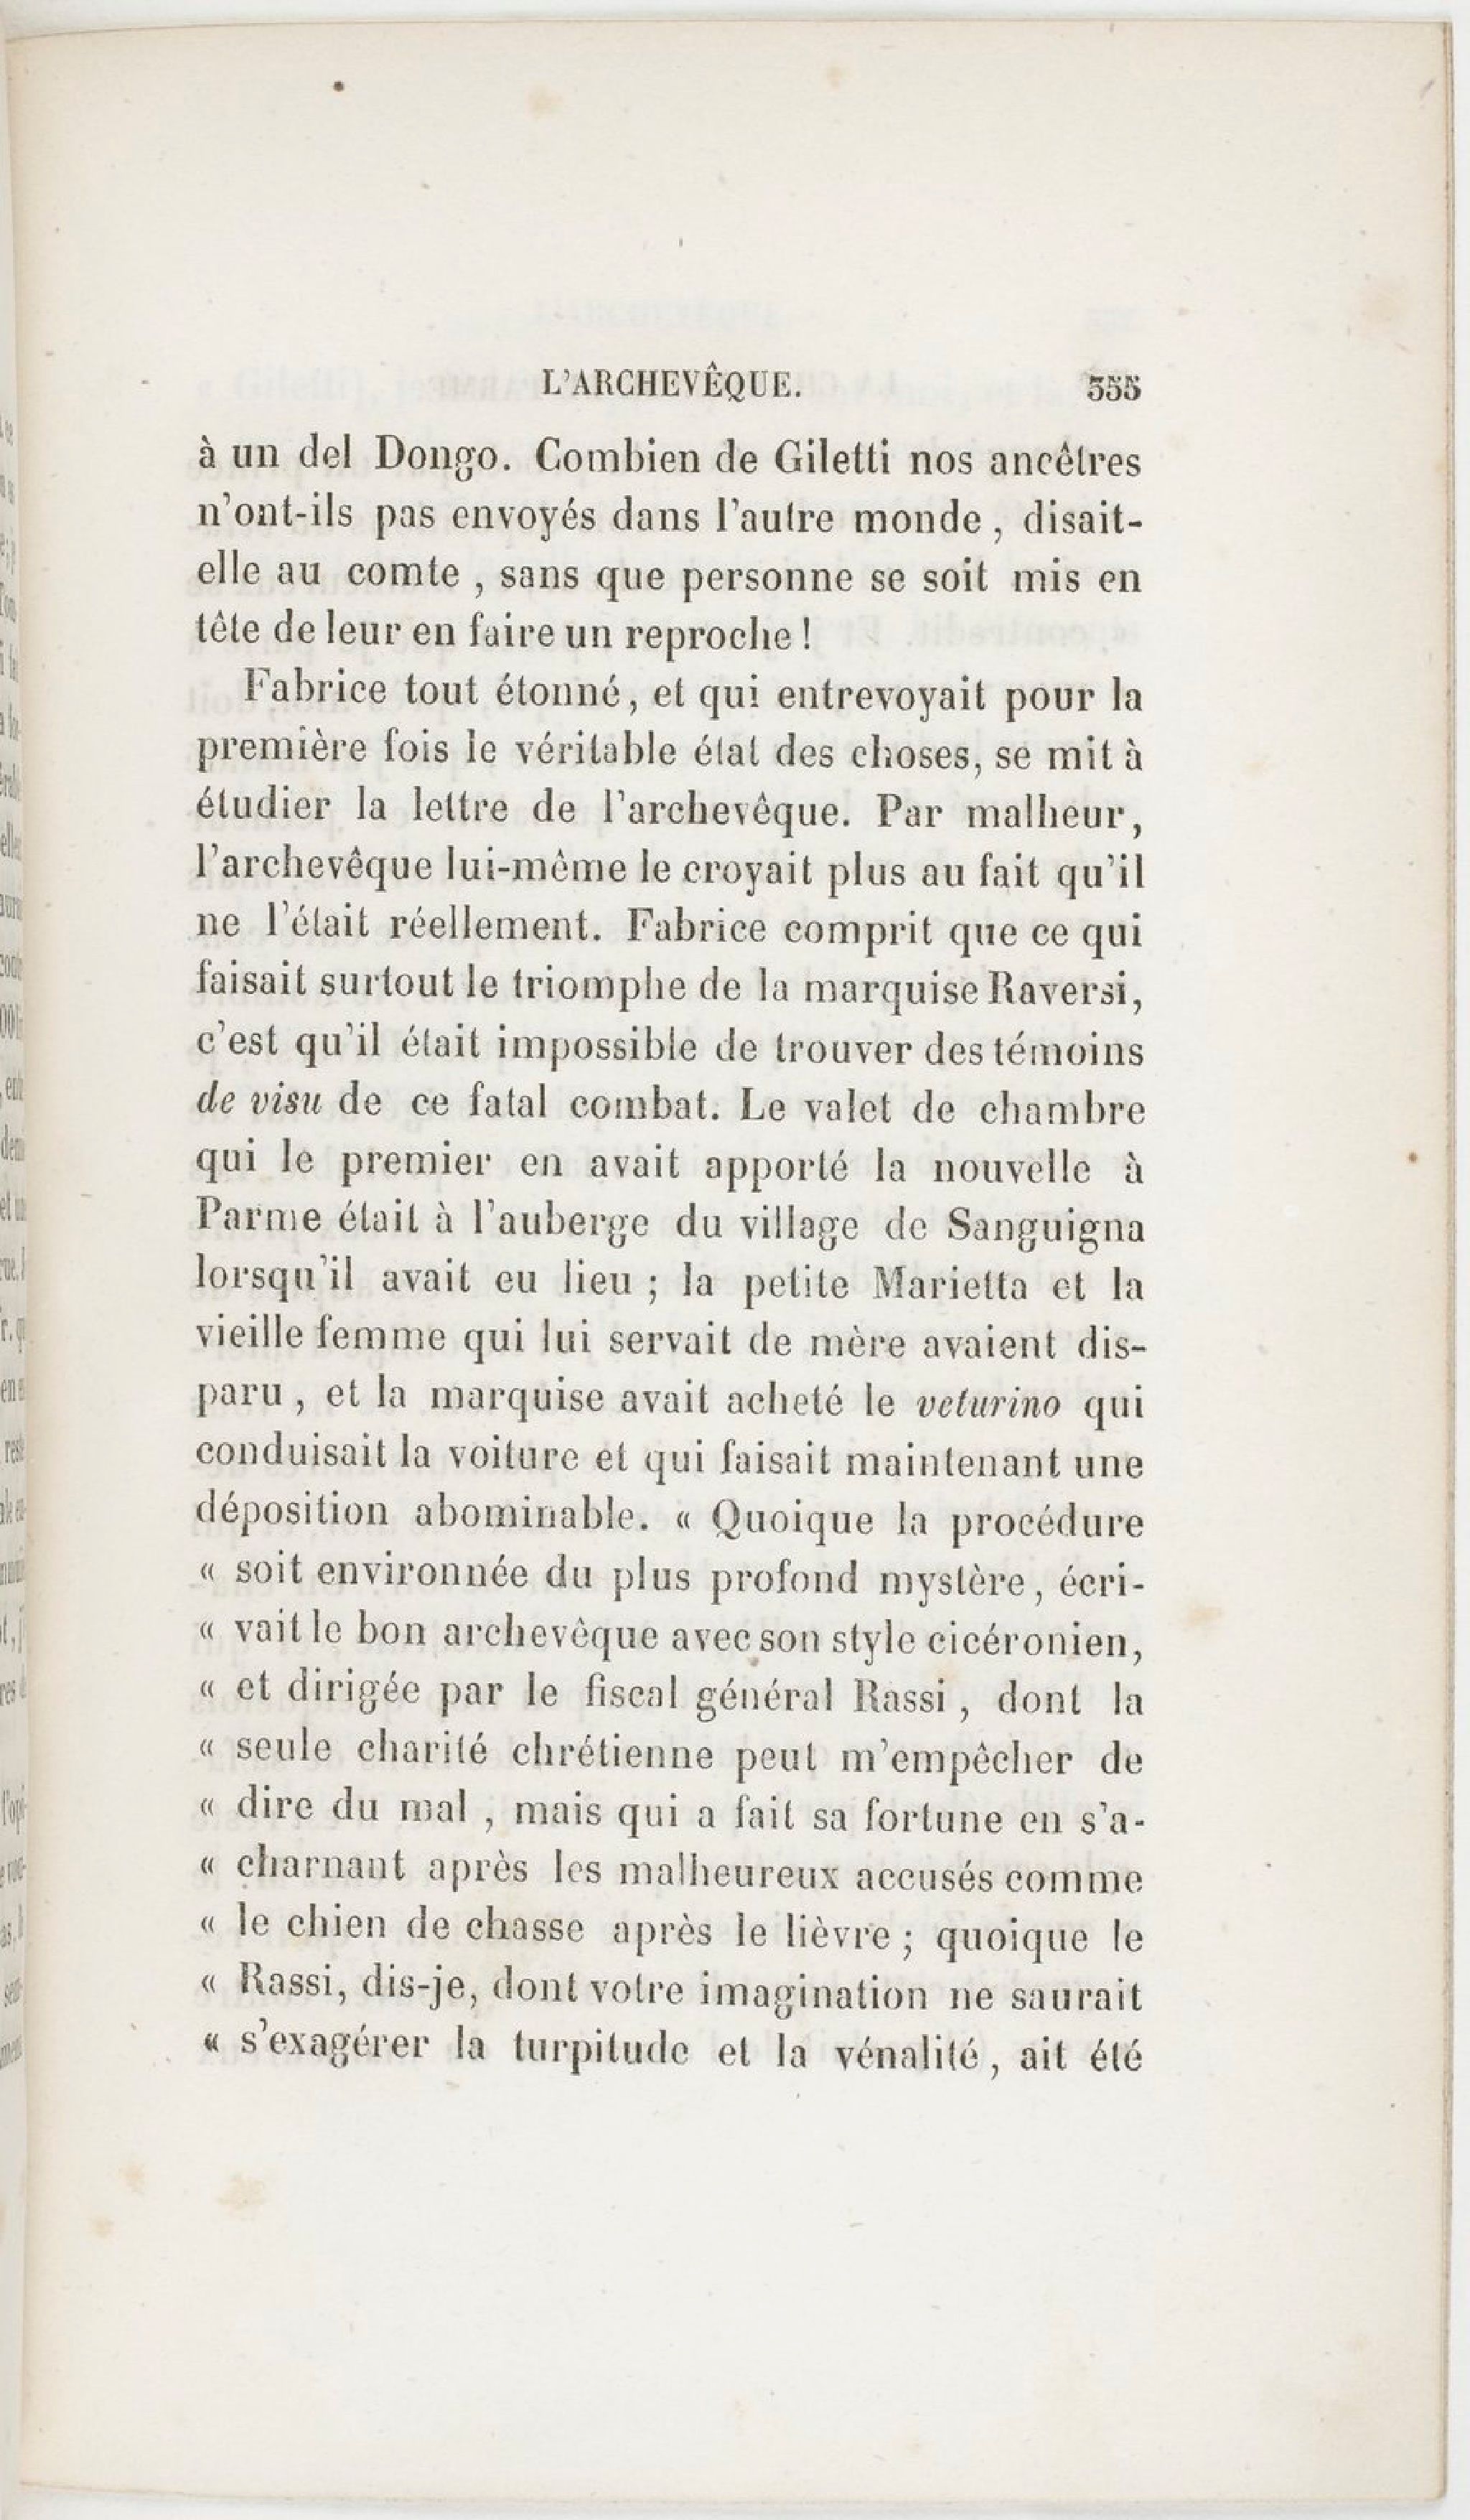 L'ARCHEVÊQUE. 355
à un del Dongo. Combien de Giletti nos ancêtres
n'ont-ils pas envoyés dans l'autre monde, disait-
elle au comte, sans que personne se soit mis en
tête de leur en faire un reproche!
Fabrice tout étonné, et qui entrevoyait pour la
première fois le véritable état des choses, se mit à
étudier la lettre de l'archevêque. Par malheur,
l'archevêque lui-même le croyait plus au fait qu'il
ne l'était réellement. Fabrice comprit que ce qui
faisait surtout le triomphe de la marquise Raversi,
c'est qu'il était impossible de trouver des témoins
de visu de ce fatal combat. Le valet de chambre
qui le premier en avait apporté la nouvelle à
Parme était à l'auberge du village de Sanguigna
lorsqu'il avait eu lieu; la petite Marietta et la
vieille femme qui lui servait de mère avaient dis-
paru, et la marquise avait acheté le veturino qui
conduisait la voiture et qui faisait maintenant une
déposition abominable. « Quoique la procédure
« soit environnée du plus profond mystère, écri-
« vait le bon archevêque avec son style cicéronien,
« et dirigée par le fiscal général Rassi, dont la
« seule charité chrétienne peut m'empêcher de
« dire du mal, mais qui a fait sa fortune en s'a-
« charnant après les malheureux accusés comme
« le chien de chasse après le lièvre; quoique le
« Rassi, dis-je, dont votre imagination ne saurait
« s'exagérer la turpitude et la vénalité, ait été